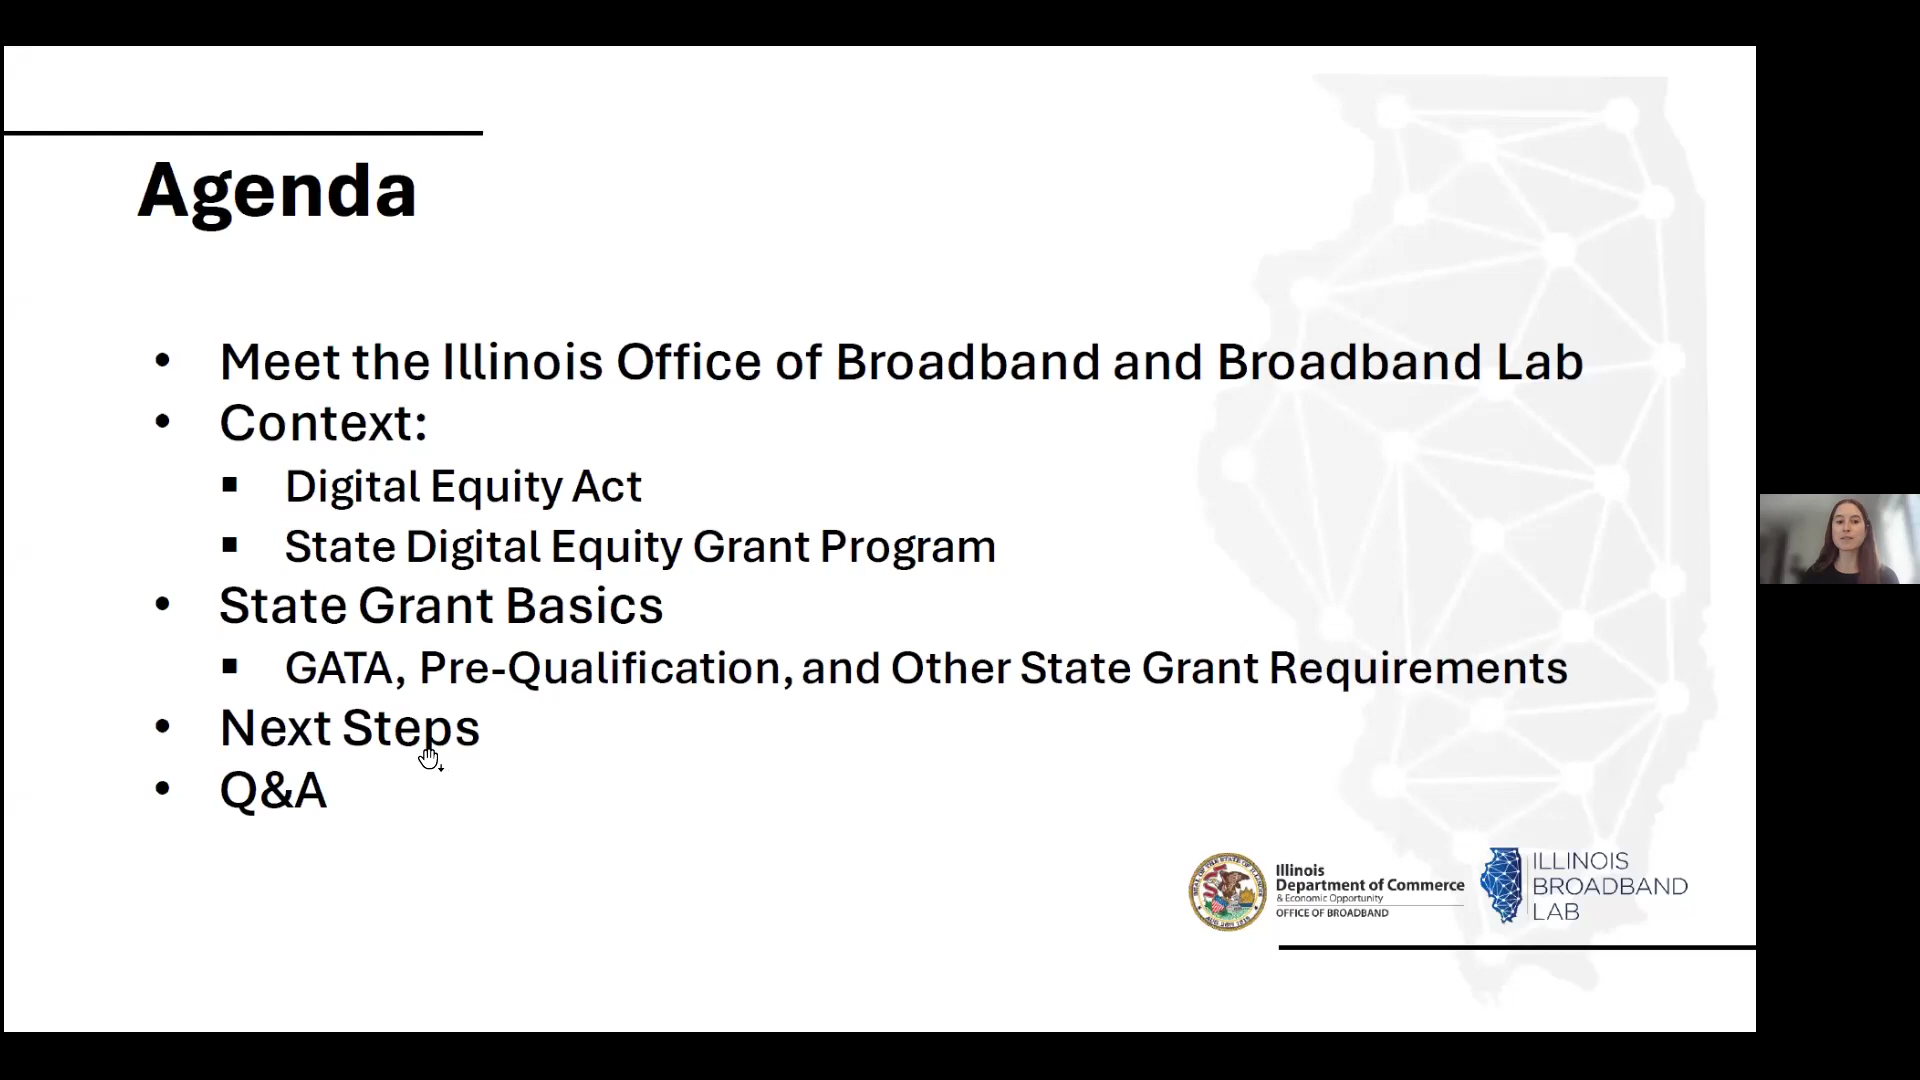 Agenda
• Meet the Illinois Office of Broadband and Broadband Lab
• Context:
▪ Digital Equity Act
▪ State Digital Equity Grant Program
• State Grant Basics
▪ GATA, Pre-Qualification, and Other State Grant Requirements
• Next Steps
• Q&A
Illinois
Department of Commerce
& Economic Opportunity
OFFICE OF BROADBAND
ILLINOIS
BROADBAND
LAB